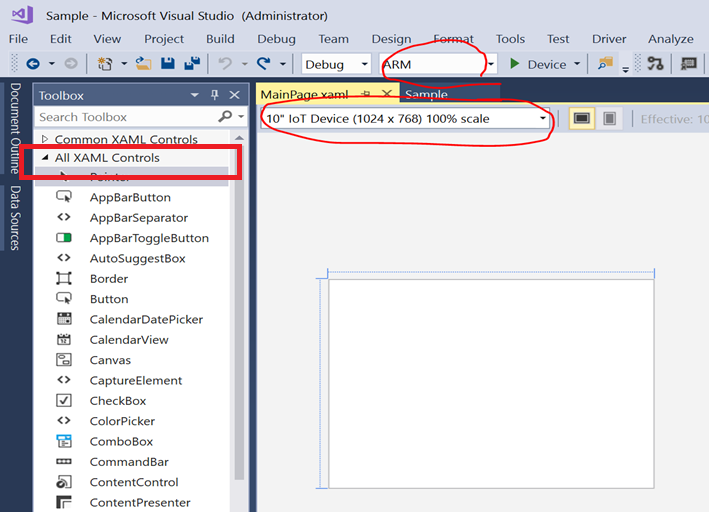 Sample - Microsoft Visual Studio (Administrator)
File Edit View Project Build Debug Team Design Format Tools Test Driver Analyze
Debug ARM Device
Document Outline
Data Sources
Toolbox
MainPage.xaml Sample
Search Toolbox
10" IoT Device (1024 x 768) 100% scale
Effective: 10
Common XAML Controls
All XAML Controls
Pointer
AppBarButton
AppBarSeparator
AppBarToggleButton
AutoSuggestBox
Border
Button
CalendarDatePicker
CalendarView
Canvas
CaptureElement
CheckBox
ColorPicker
ComboBox
CommandBar
ContentControl
ContentPresenter